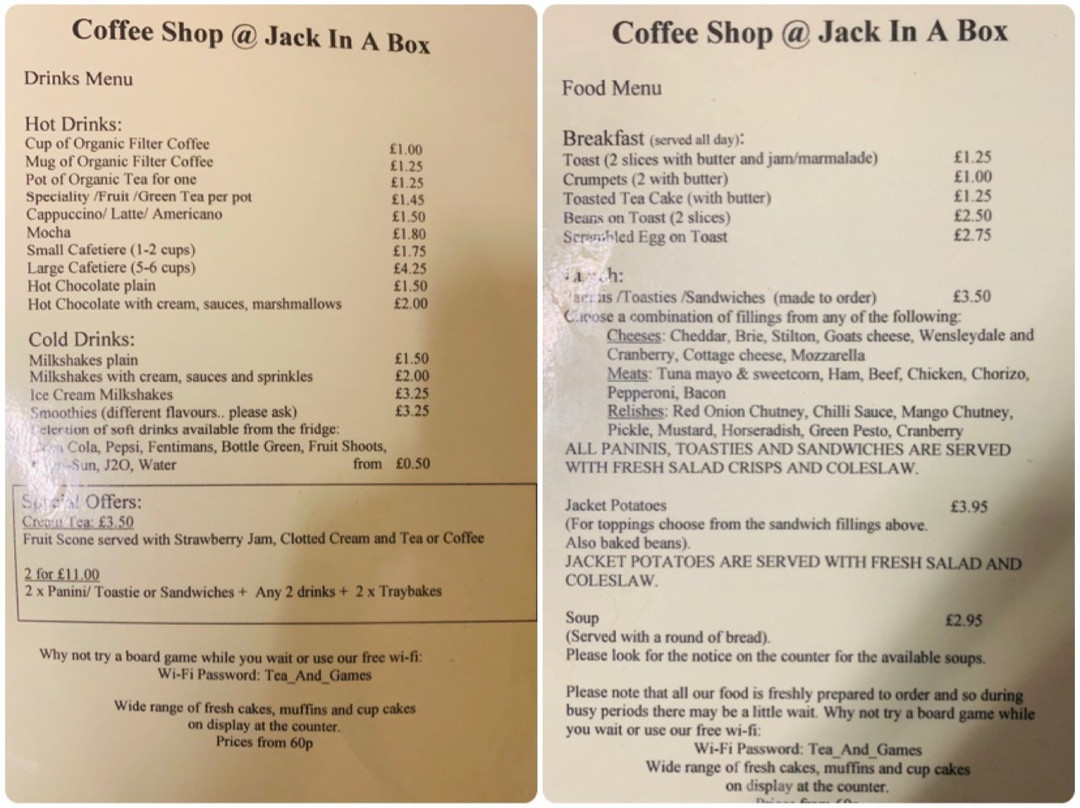 Coffee Shop @ Jack In A Box
Drinks Menu
Hot Drinks:
Cup of Organic Filter Coffee £1.00
Mug of Organic Filter Coffee £1.25
Pot of Organic Tea for one £1.25
Speciality /Fruit /Green Tea per pot £1.45
Cappuccino/ Latte/ Americano £1.50
Mocha £1.80
Small Cafetiere (1-2 cups) £1.75
Large Cafetiere (5-6 cups) £4.25
Hot Chocolate plain £1.50
Hot Chocolate with cream, sauces, marshmallows £2.00
Cold Drinks:
Milkshakes plain £1.50
Milkshakes with cream, sauces and sprinkles £2.00
Ice Cream Milkshakes £3.25
Smoothies (different flavours.. please ask) £3.25
Selection of soft drinks available from the fridge:
Cola, Pepsi, Fentimans, Bottle Green, Fruit Shoots,
-Sun, J2O, Water from £0.50
Special Offers:
Cream Tea: £3.50
Fruit Scone served with Strawberry Jam, Clotted Cream and Tea or Coffee
2 for £11.00
2 x Panini/ Toastie or Sandwiches + Any 2 drinks + 2 x Traybakes
Why not try a board game while you wait or use our free wi-fi:
Wi-Fi Password: Tea_And_Games
Wide range of fresh cakes, muffins and cup cakes
on display at the counter.
Prices from 60p
Coffee Shop @ Jack In A Box
Food Menu
Breakfast (served all day):
Toast (2 slices with butter and jam/marmalade) £1.25
Crumpets (2 with butter) £1.00
Toasted Tea Cake (with butter) £1.25
Beans on Toast (2 slices) £2.50
Scrambled Egg on Toast £2.75
Lunch:
Paninis /Toasties /Sandwiches (made to order) £3.50
Choose a combination of fillings from any of the following:
Cheeses: Cheddar, Brie, Stilton, Goats cheese, Wensleydale and
Cranberry, Cottage cheese, Mozzarella
Meats: Tuna mayo & sweetcorn, Ham, Beef, Chicken, Chorizo,
Pepperoni, Bacon
Relishes: Red Onion Chutney, Chilli Sauce, Mango Chutney,
Pickle, Mustard, Horseradish, Green Pesto, Cranberry
ALL PANINIS, TOASTIES AND SANDWICHES ARE SERVED
WITH FRESH SALAD CRISPS AND COLESLAW.
Jacket Potatoes £3.95
(For toppings choose from the sandwich fillings above.
Also baked beans).
JACKET POTATOES ARE SERVED WITH FRESH SALAD AND
COLESLAW.
Soup £2.95
(Served with a round of bread).
Please look for the notice on the counter for the available soups.
Please note that all our food is freshly prepared to order and so during
busy periods there may be a little wait. Why not try a board game while
you wait or use our free wi-fi:
Wi-Fi Password: Tea_And_Games
Wide range of fresh cakes, muffins and cup cakes
on display at the counter.